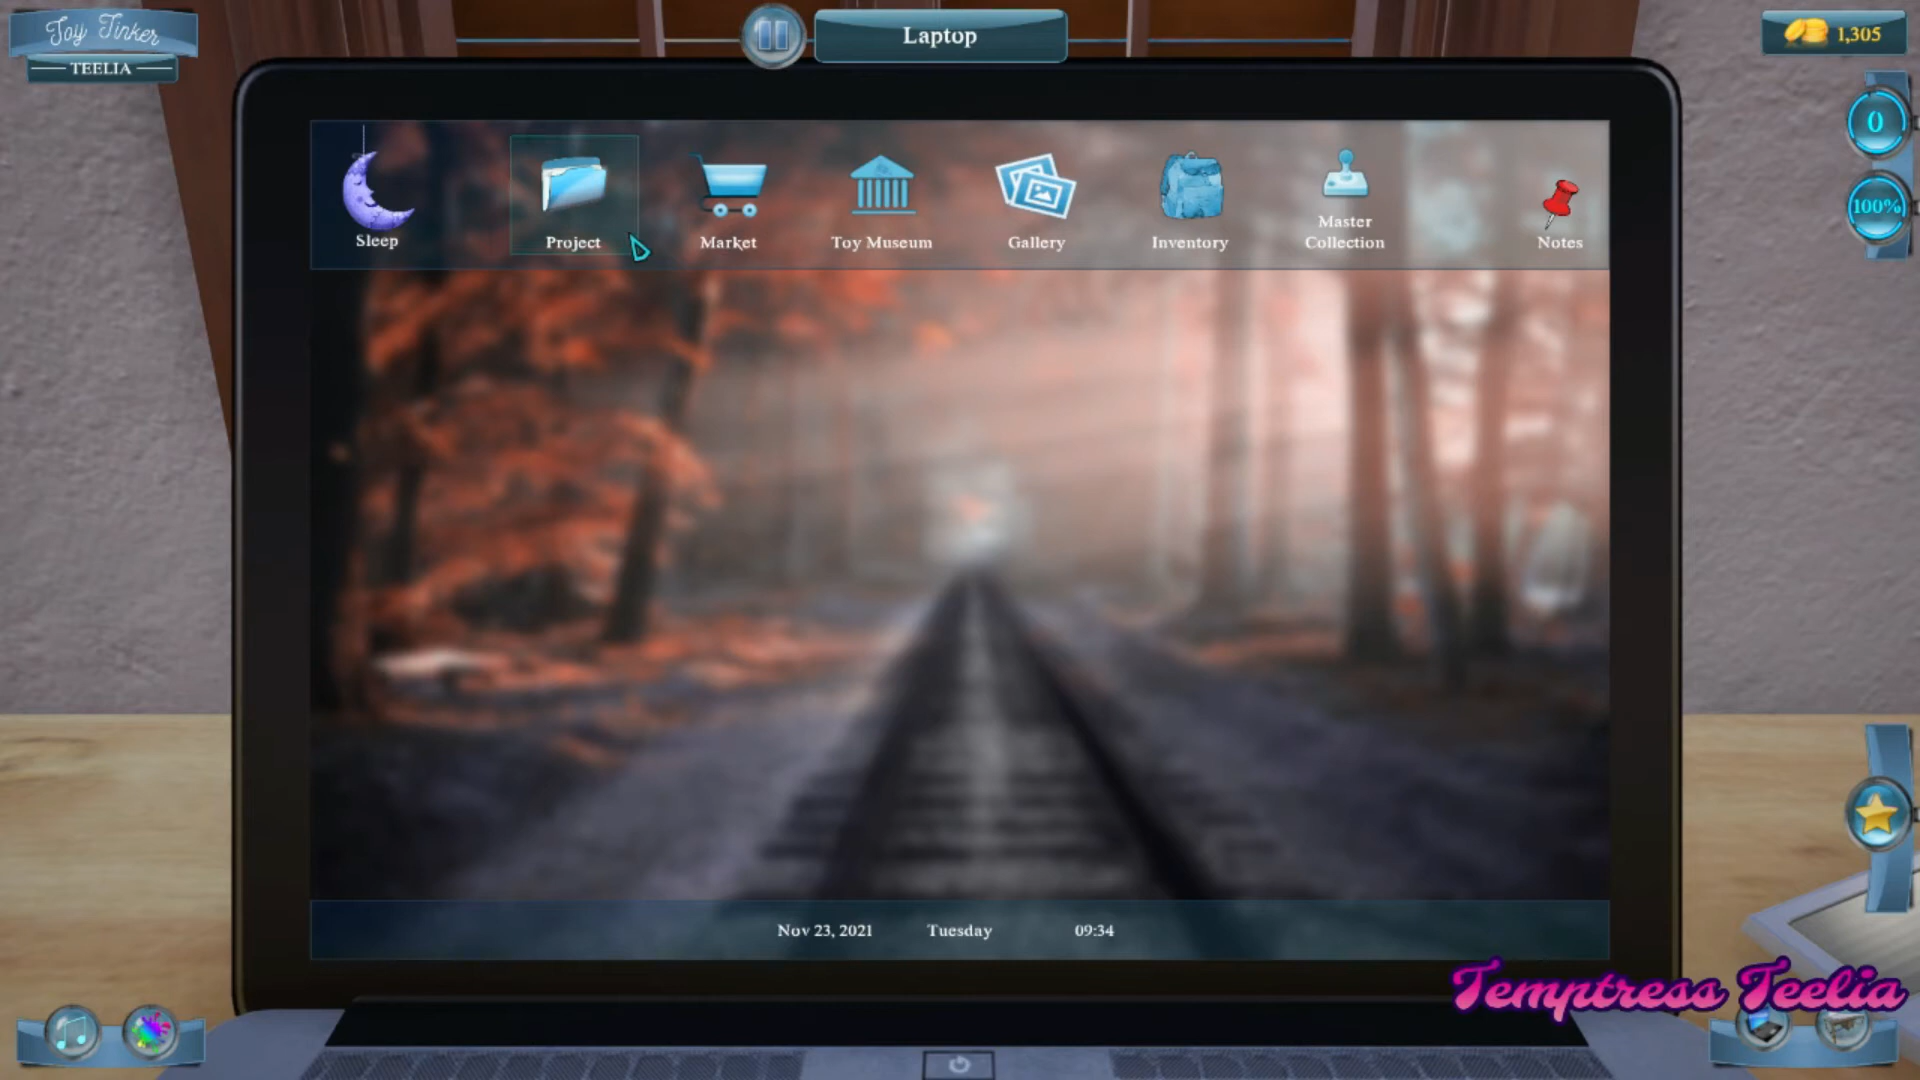 Toy Tinker
TEELIA
Laptop
1,305
0
100%
Sleep
Project
Market
Toy Museum
Gallery
Inventory
Master
Collection
Notes
Nov 23, 2021
Tuesday
09:34
Temptress Teelia